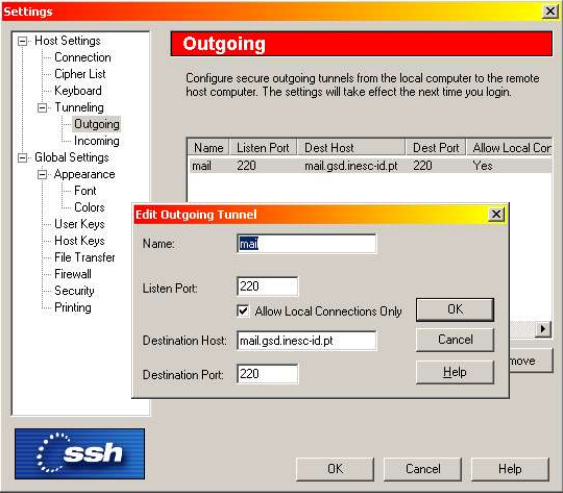 Settings
Host Settings
Connection
Cipher List
Keyboard
Tunneling
Outgoing
Incoming
Global Settings
Appearance
Font
Colors
User Keys
Host Keys
File Transfer
Firewall
Security
Printing
Outgoing
Configure secure outgoing tunnels from the local computer to the remote
host computer. The settings will take effect the next time you login.
Name Listen Port Dest Host Dest Port Allow Local Cor
mail 220 mail.gsd.inesc-id.pt 220 Yes
Edit Outgoing Tunnel
Name: mail
Listen Port: 220
Allow Local Connections Only
Destination Host: mail.gsd.inesc-id.pt
Destination Port: 220
OK
Cancel
Help
move
ssh
OK Cancel Help